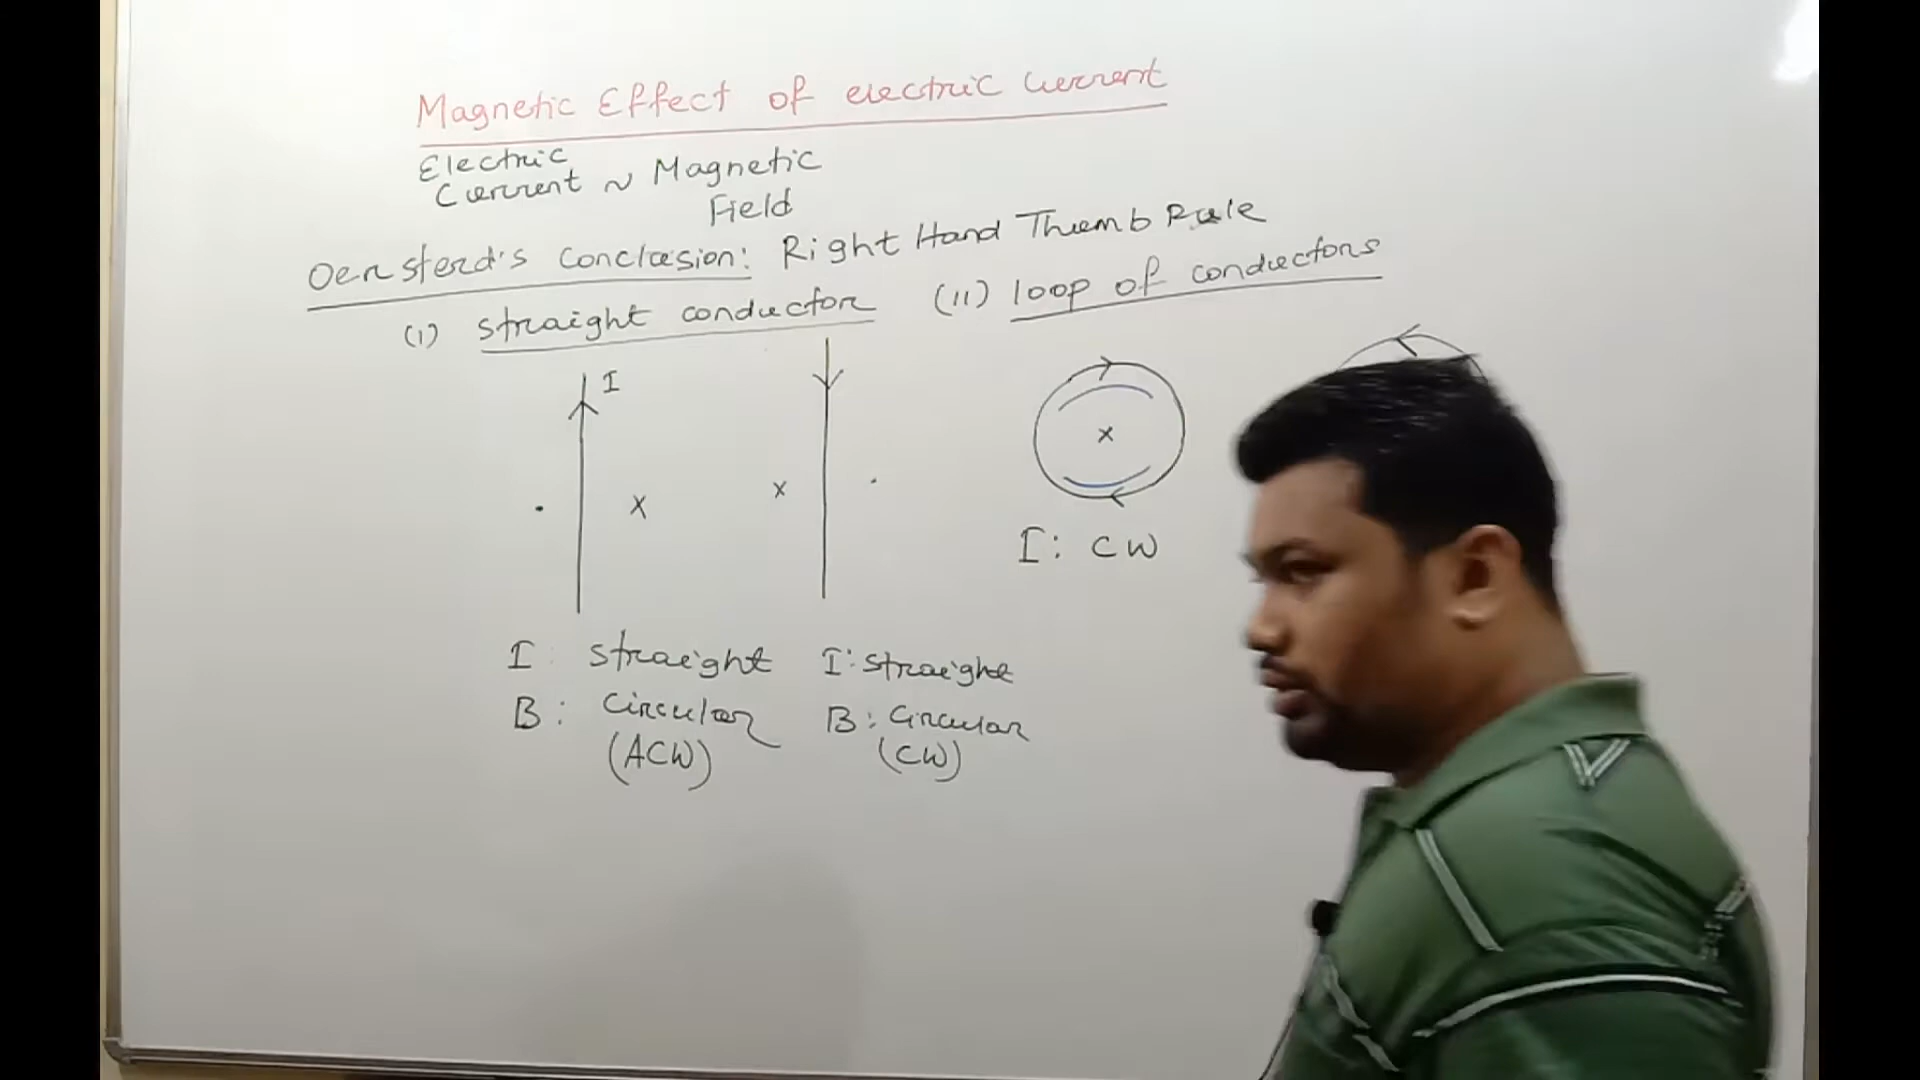 Magnetic Effect of electric current
Electric
Current ~ Magnetic
Field
Oersterd's Conclusion: Right Hand Thumb Rule
(I) straight conductor (II) loop of conductors
I
x x x
I: CW
I: straight I: straight
B: Circular B: Circular
(ACW) (CW)